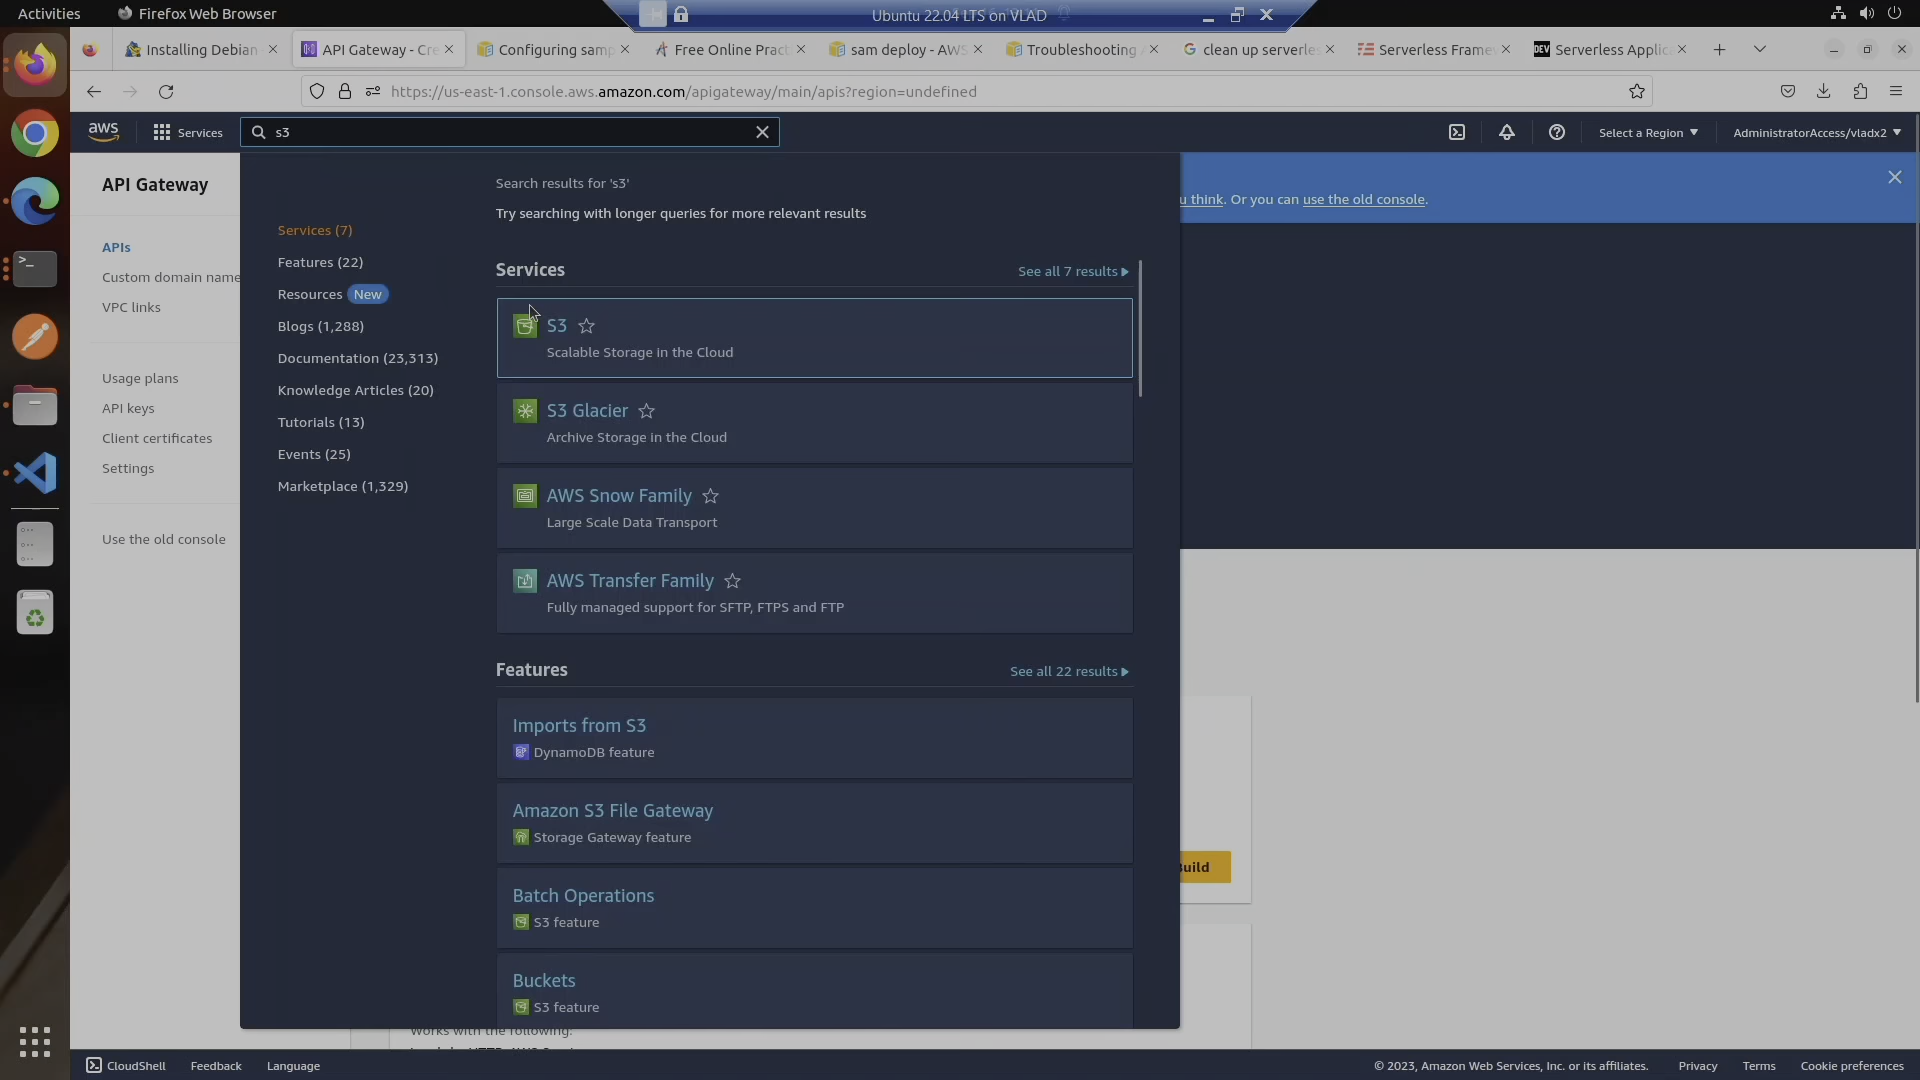 Activities
Firefox Web Browser
Ubuntu 22.04 LTS on VLAD
Installing Debian
API Gateway - Cre
Configuring samp
Free Online Pract
sam deploy - AWS
Troubleshooting
clean up serverle
Serverless Frame
DEV
Serverless Applic
https://us-east-1.console.aws.amazon.com/apigateway/main/apis?region=undefined
aws
Services
s3
Select a Region
AdministratorAccess/vladx2
API Gateway
APIs
Custom domain name
VPC links
Usage plans
API keys
Client certificates
Settings
Use the old console
Search results for 's3'
Try searching with longer queries for more relevant results
Services (7)
Features (22)
Resources New
Blogs (1,288)
Documentation (23,313)
Knowledge Articles (20)
Tutorials (13)
Events (25)
Marketplace (1,329)
Services
See all 7 results
S3
Scalable Storage in the Cloud
S3 Glacier
Archive Storage in the Cloud
AWS Snow Family
Large Scale Data Transport
AWS Transfer Family
Fully managed support for SFTP, FTPS and FTP
Features
See all 22 results
Imports from S3
DynamoDB feature
Amazon S3 File Gateway
Storage Gateway feature
Batch Operations
S3 feature
Buckets
S3 feature
u think. Or you can use the old console.
Build
Works with the following:
CloudShell
Feedback
Language
© 2023, Amazon Web Services, Inc. or its affiliates.
Privacy
Terms
Cookie preferences